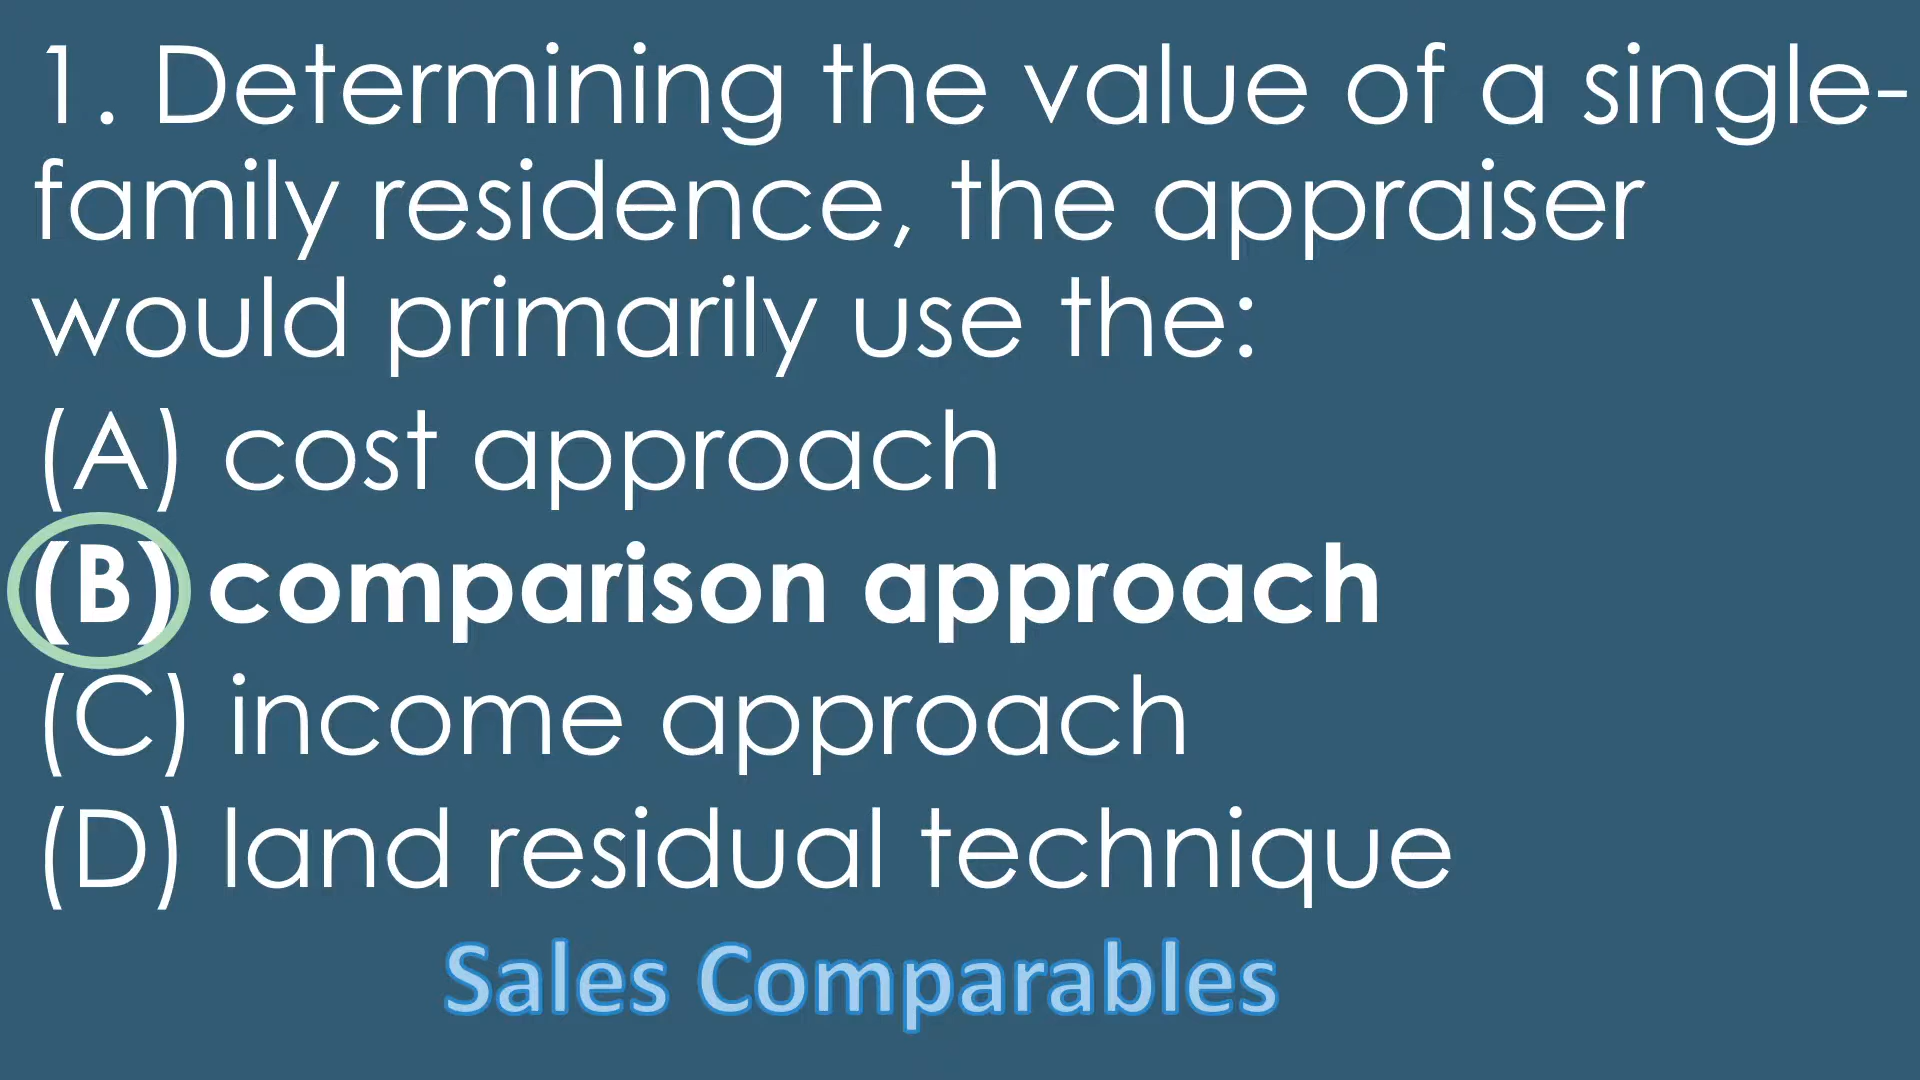 1. Determining the value of a single-
family residence, the appraiser
would primarily use the:
(A) cost approach
(B) comparison approach
(C) income approach
(D) land residual technique
Sales Comparables